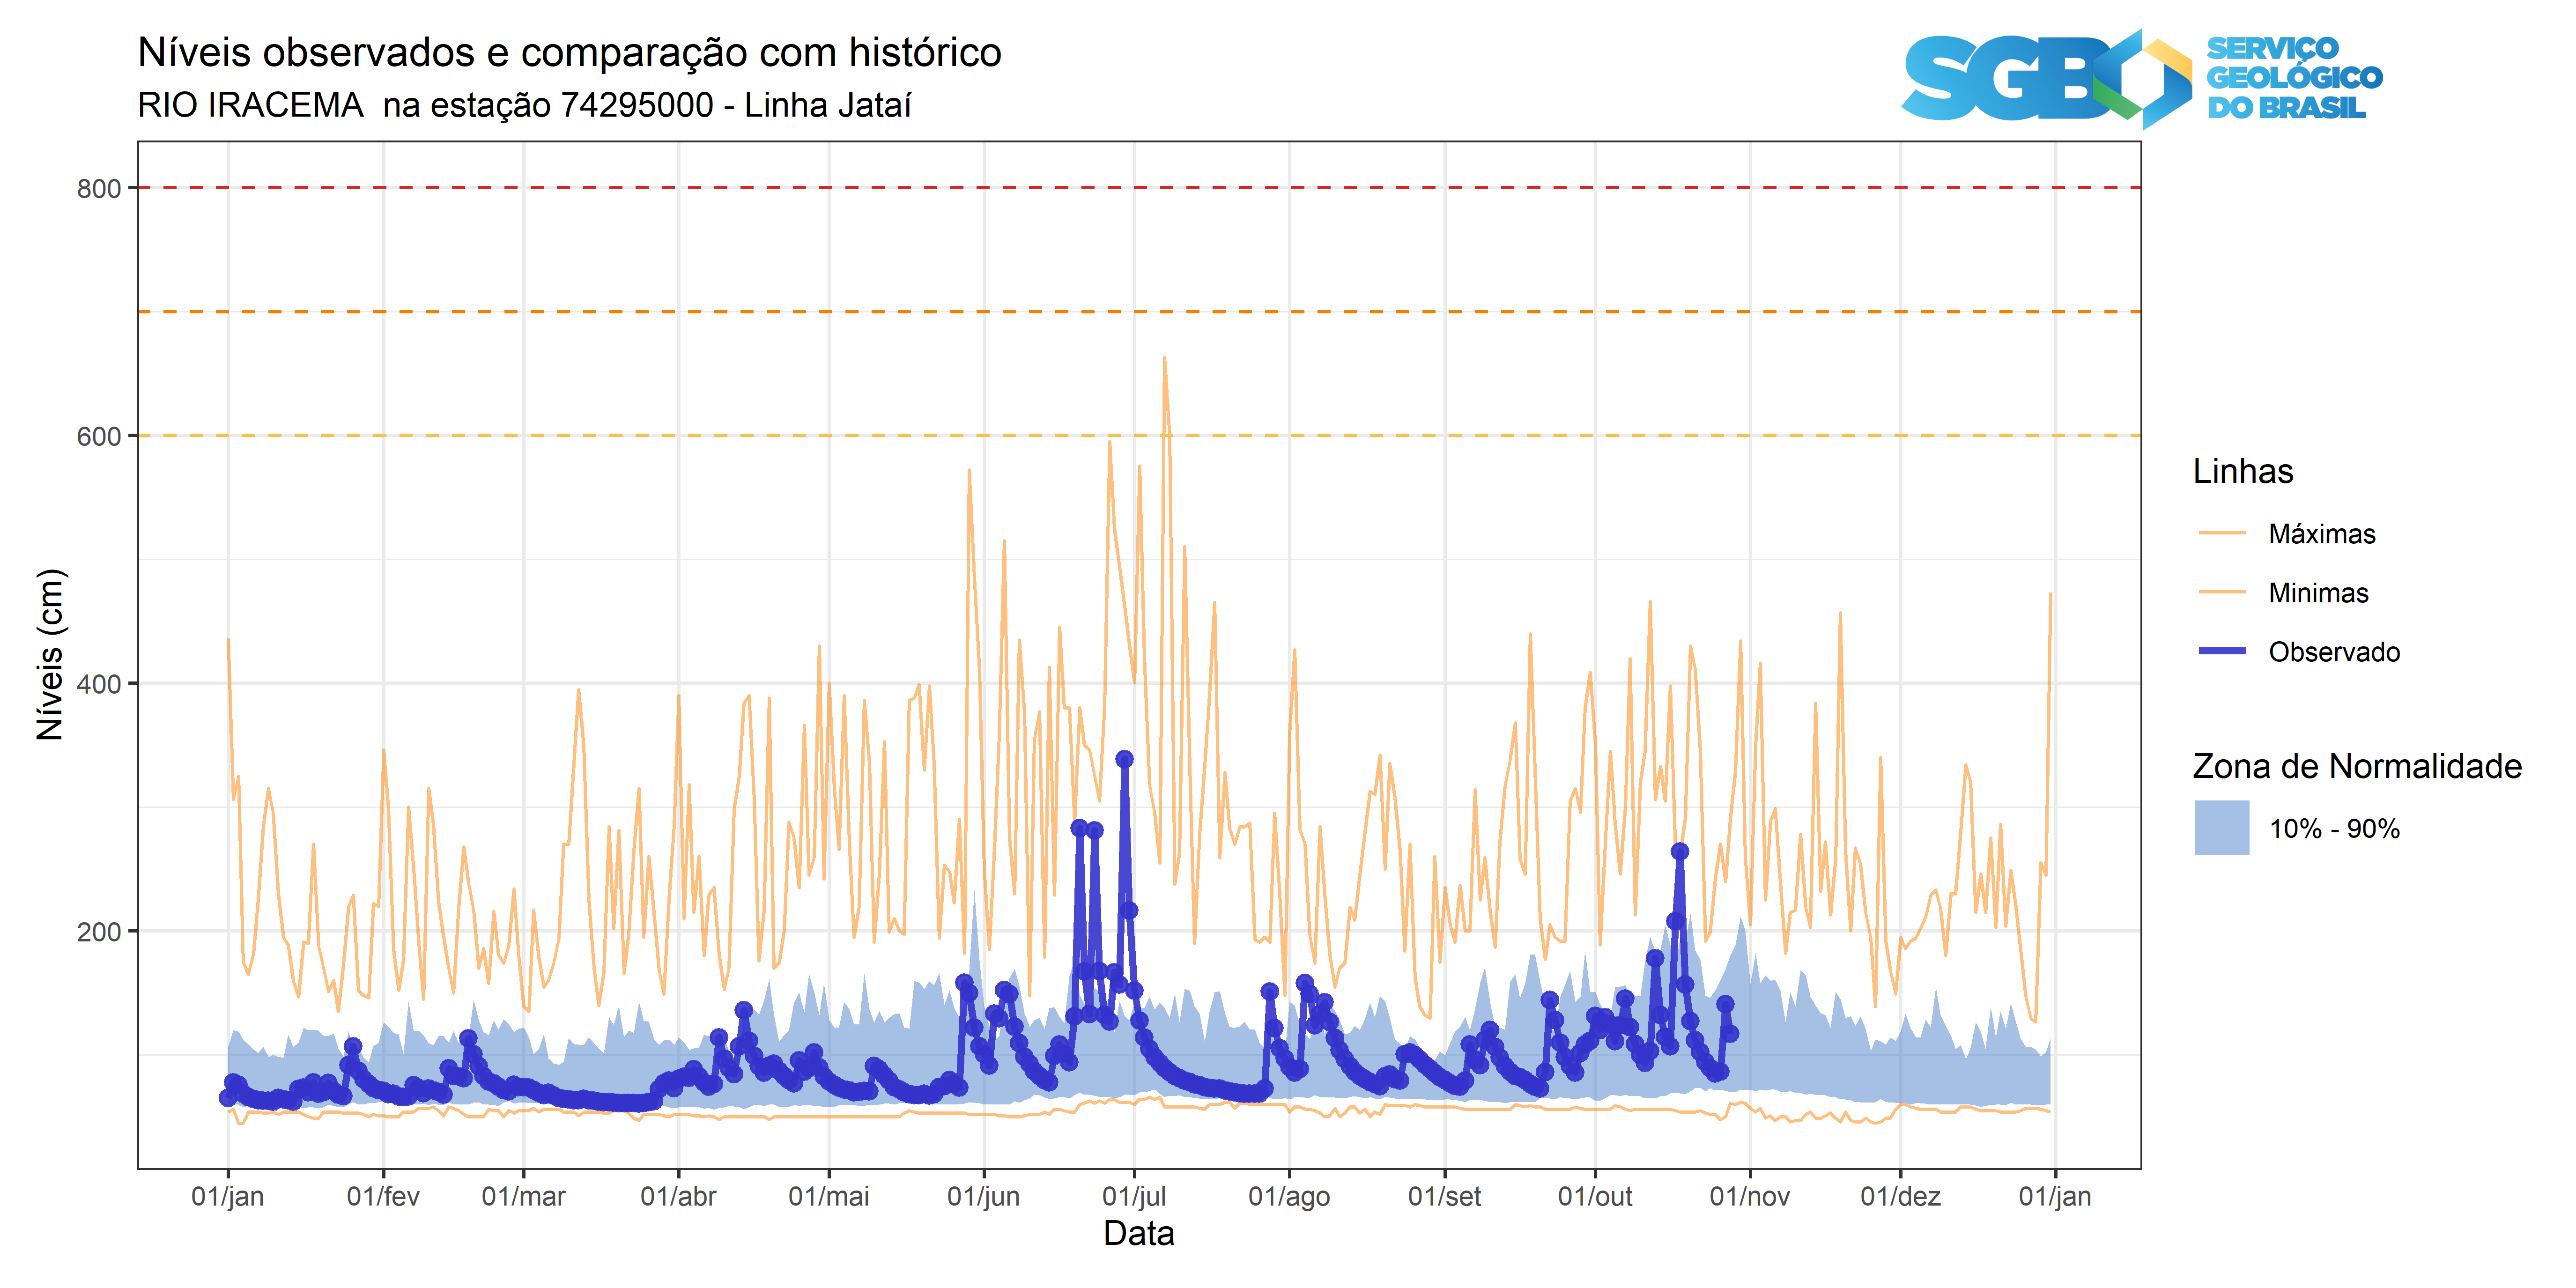 Níveis observados e comparação com histórico
RIO IRACEMA  na estação 74295000 - Linha Jataí
SGB
SERVIÇO
GEOLÓGICO
DO BRASIL
800
600
400
200
Níveis (cm)
01/jan
01/fev
01/mar
01/abr
01/mai
01/jun
01/jul
01/ago
01/set
01/out
01/nov
01/dez
01/jan
Data
Linhas
Máximas
Minimas
Observado
Zona de Normalidade
10% - 90%